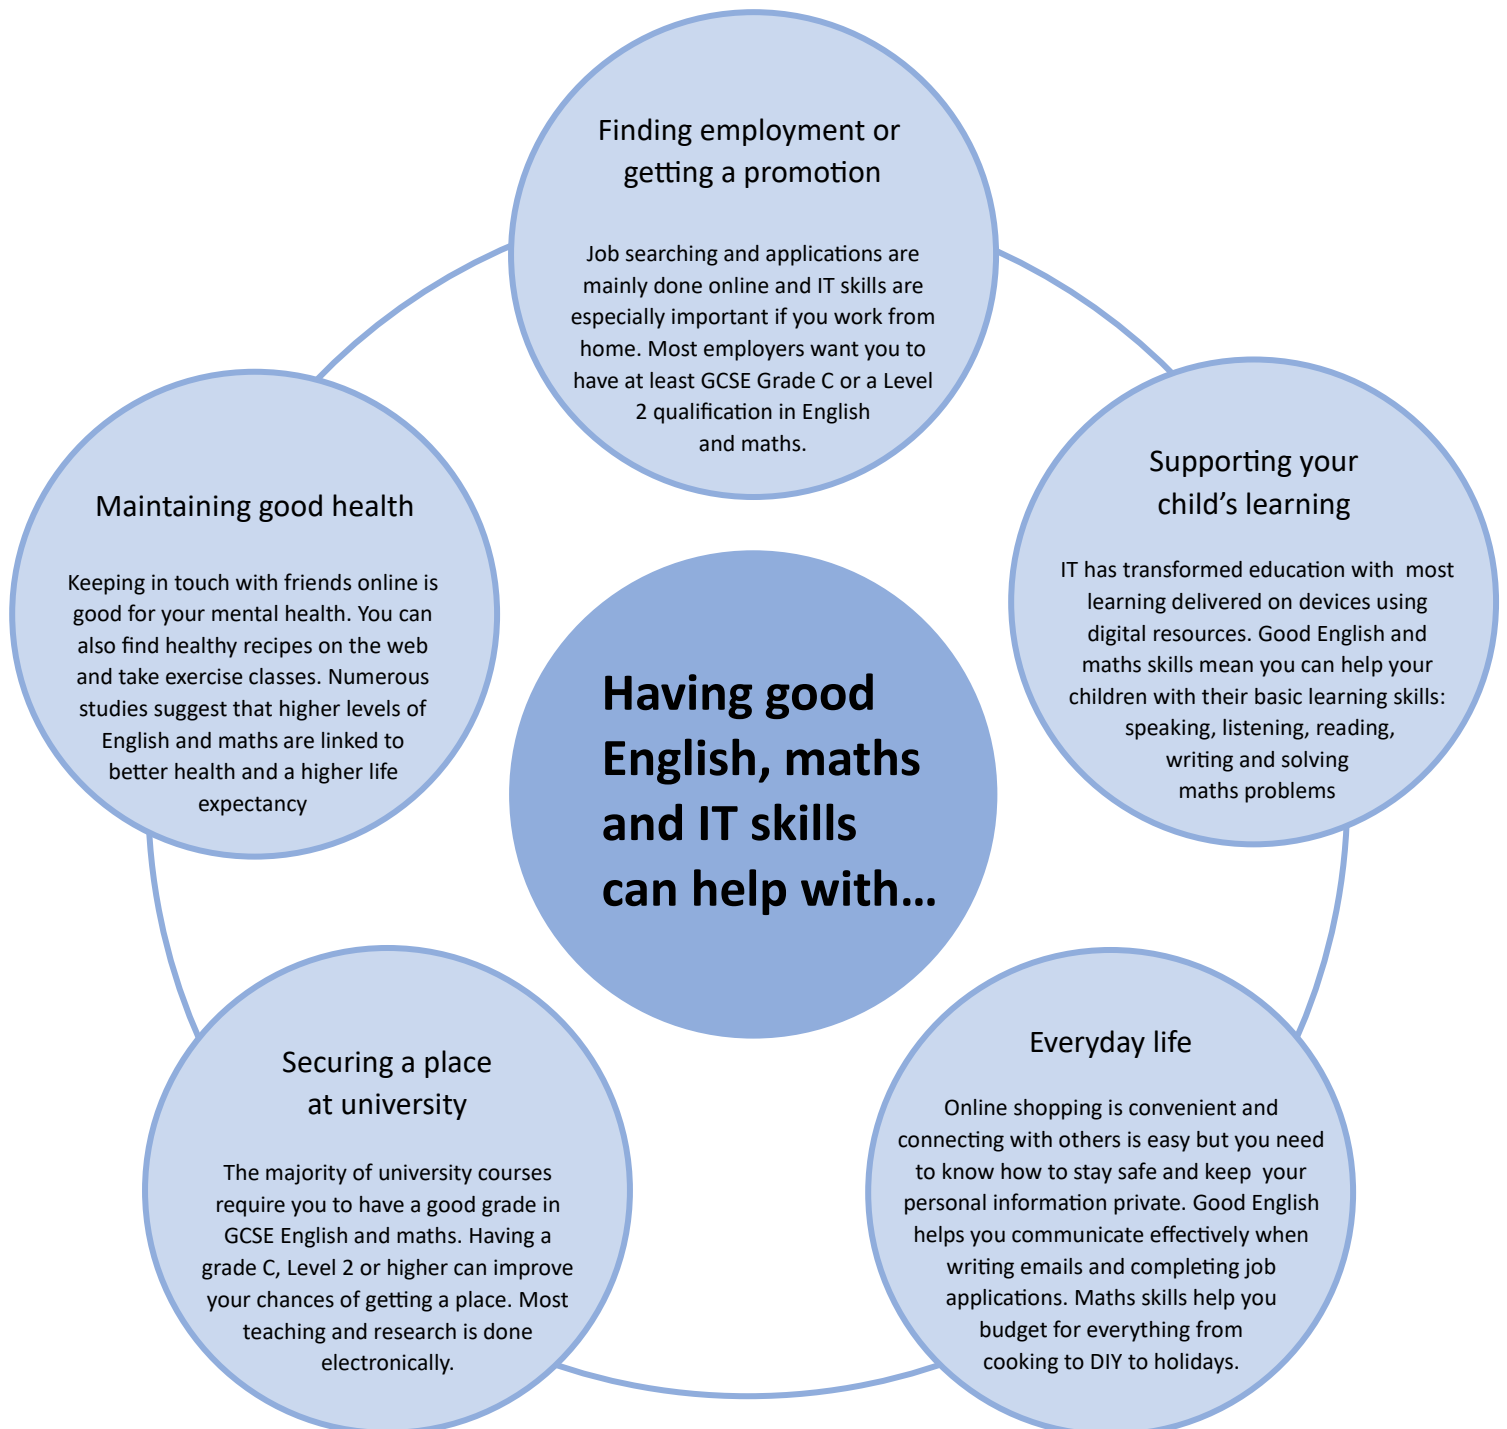 Finding employment or
getting a promotion
Job searching and applications are
mainly done online and IT skills are
especially important if you work from
home. Most employers want you to
have at least GCSE Grade C or a Level
2 qualification in English
and maths.
Supporting your
child’s learning
IT has transformed education with  most
learning delivered on devices using
digital resources. Good English and
maths skills mean you can help your
children with their basic learning skills:
speaking, listening, reading,
writing and solving
maths problems
Everyday life
Online shopping is convenient and
connecting with others is easy but you need
to know how to stay safe and keep  your
personal information private. Good English
helps you communicate effectively when
writing emails and completing job
applications. Maths skills help you
budget for everything from
cooking to DIY to holidays.
Securing a place
at university
The majority of university courses
require you to have a good grade in
GCSE English and maths. Having a
grade C, Level 2 or higher can improve
your chances of getting a place. Most
teaching and research is done
electronically.
Maintaining good health
Keeping in touch with friends online is
good for your mental health. You can
also find healthy recipes on the web
and take exercise classes. Numerous
studies suggest that higher levels of
English and maths are linked to
better health and a higher life
expectancy
Having good
English, maths
and IT skills
can help with…